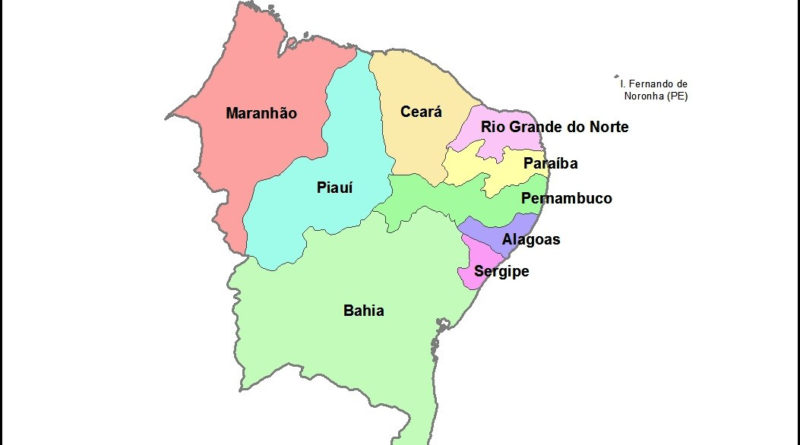 I. Fernando de
Noronha (PE)
Maranhão
Ceará
Rio Grande do Norte
Paraíba
Piauí
Pernambuco
Alagoas
Sergipe
Bahia